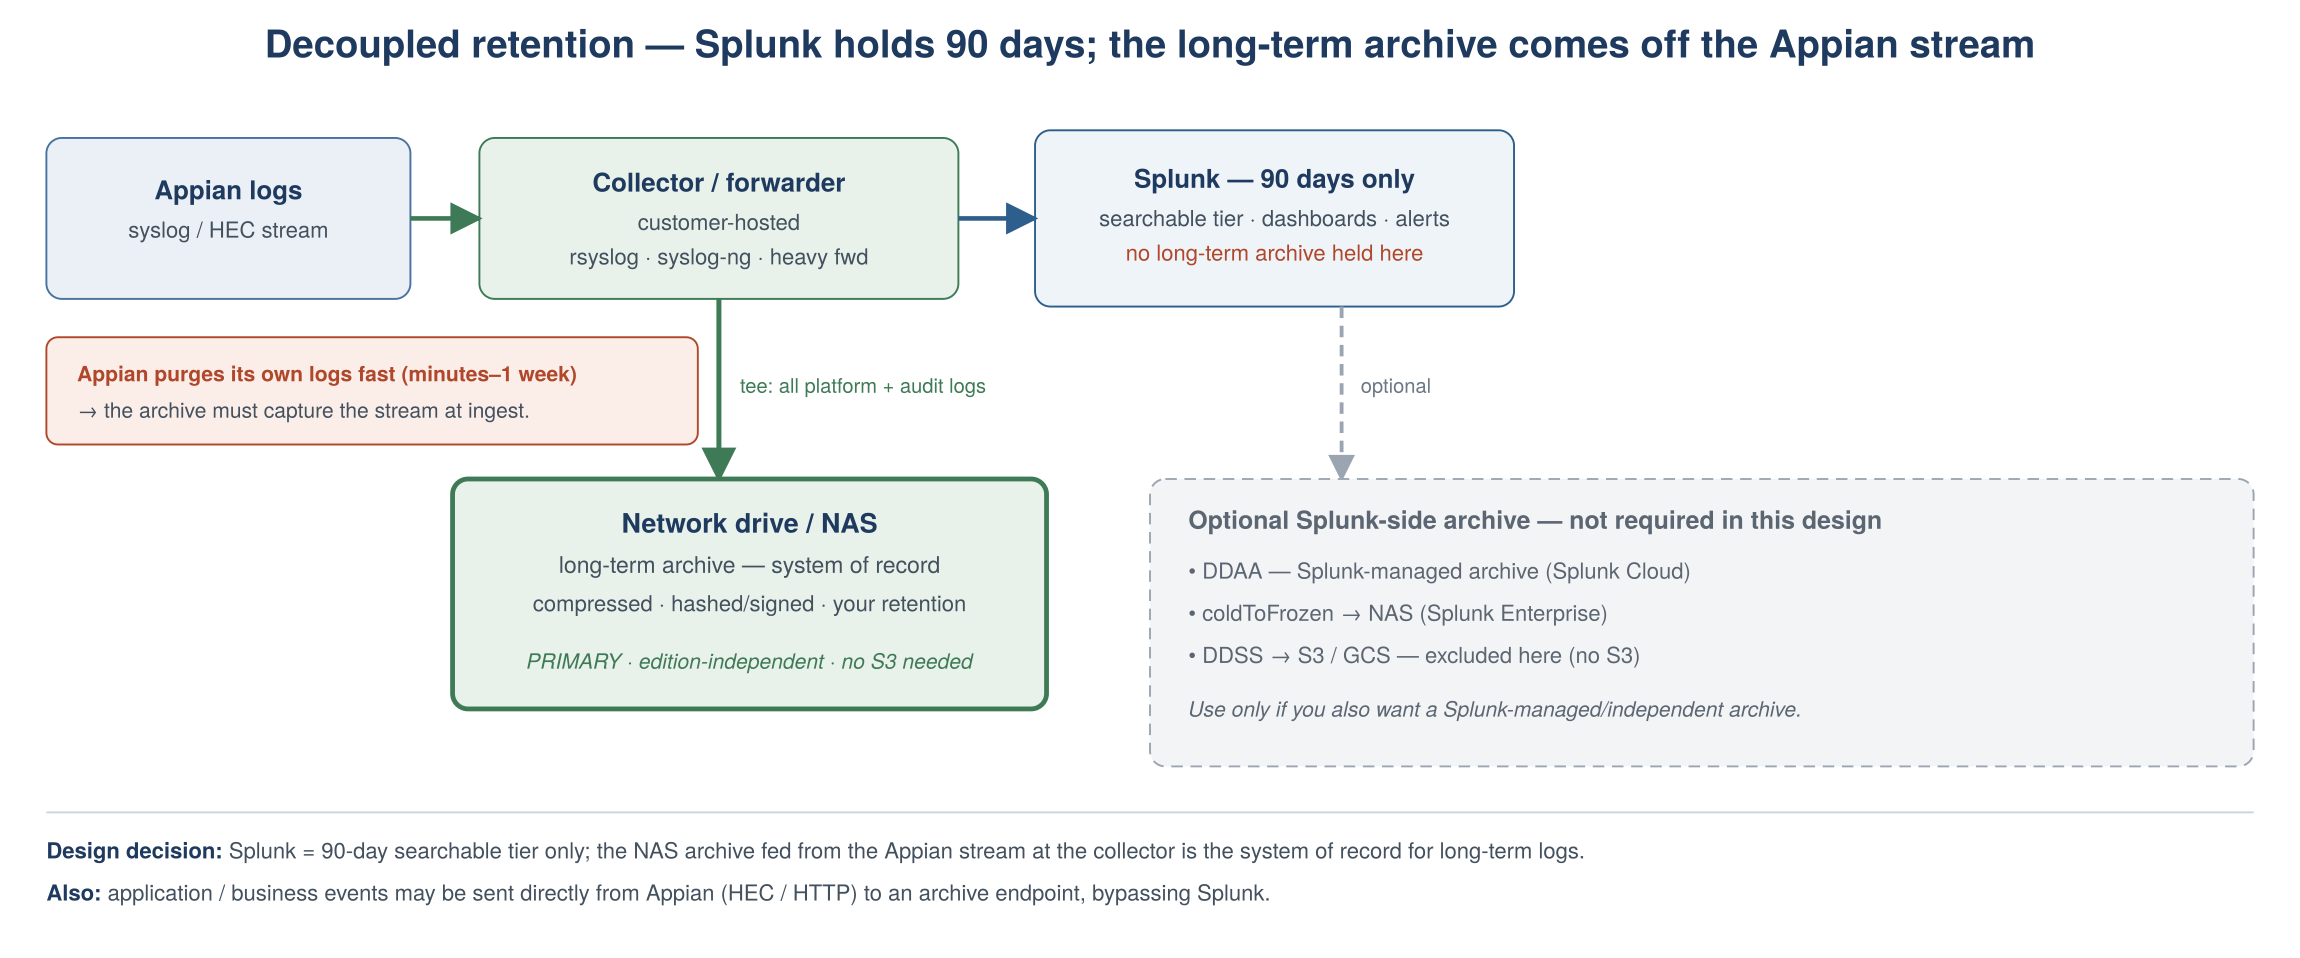 Decoupled retention — Splunk holds 90 days; the long-term archive comes off the Appian stream
Appian logs
syslog / HEC stream
Collector / forwarder
customer-hosted
rsyslog · syslog-ng · heavy fwd
Splunk — 90 days only
searchable tier · dashboards · alerts
no long-term archive held here
Appian purges its own logs fast (minutes–1 week)
→ the archive must capture the stream at ingest.
tee: all platform + audit logs
optional
Network drive / NAS
long-term archive — system of record
compressed · hashed/signed · your retention
PRIMARY · edition-independent · no S3 needed
Optional Splunk-side archive — not required in this design
• DDAA — Splunk-managed archive (Splunk Cloud)
• coldToFrozen → NAS (Splunk Enterprise)
• DDSS → S3 / GCS — excluded here (no S3)
Use only if you also want a Splunk-managed/independent archive.
Design decision: Splunk = 90-day searchable tier only; the NAS archive fed from the Appian stream at the collector is the system of record for long-term logs.
Also: application / business events may be sent directly from Appian (HEC / HTTP) to an archive endpoint, bypassing Splunk.